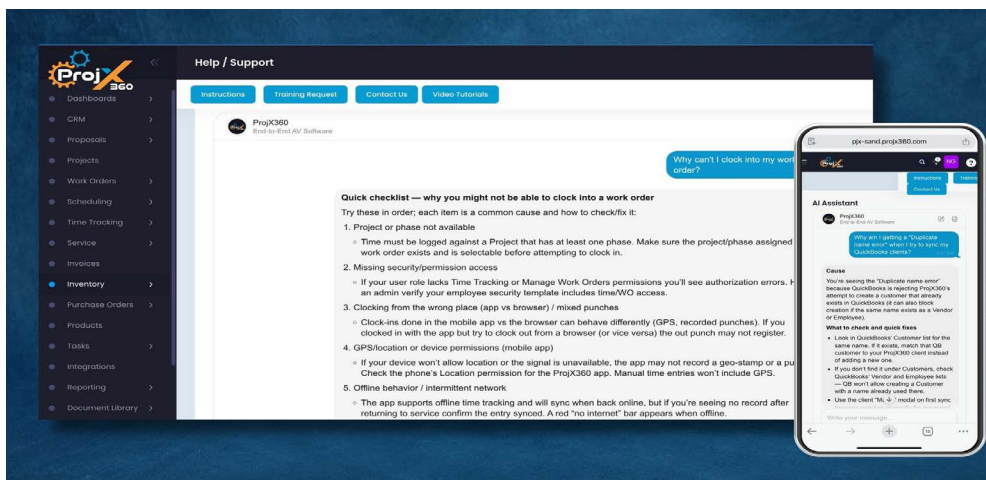 ProjX
360
Help / Support
Dashboards
CRM
Proposals
Projects
Work Orders
Scheduling
Time Tracking
Service
Invoices
Inventory
Purchase Orders
Products
Tasks
Integrations
Reporting
Document Library
Instructions
Training Request
Contact Us
Video Tutorials
ProjX360
End-to-End AV Software
Why can't I clock into my work
order?
Quick checklist — why you might not be able to clock into a work order
Try these in order; each item is a common cause and how to check/fix it:
1. Project or phase not available
Time must be logged against a Project that has at least one phase. Make sure the project/phase assigned
work order exists and is selectable before attempting to clock in.
2. Missing security/permission access
If your user role lacks Time Tracking or Manage Work Orders permissions you'll see authorization errors. H
an admin verify your employee security template includes time/WO access.
3. Clocking from the wrong place (app vs browser) / mixed punches
Clock-ins done in the mobile app vs the browser can behave differently (GPS, recorded punches). If you
clocked in with the app but try to clock out from a browser (or vice versa) the out punch may not register.
4. GPS/location or device permissions (mobile app)
If your device won't allow location or the signal is unavailable, the app may not record a geo-stamp or a pu
Check the phone's Location permission for the ProjX360 app. Manual time entries won't include GPS.
5. Offline behavior / intermittent network
The app supports offline time tracking and will sync when back online, but if you're seeing no record after
returning to service confirm the entry synced. A red "no internet" bar appears when offline.
pjx-sand.projx360.com
ProjX
NG
Instructions
Training
Contact Us
AI Assistant
ProjX360
End-to-End AV Software
Why am I getting a "Duplicate
name error" when I try to sync my
QuickBooks clients?
Cause
You're seeing the "Duplicate name error"
because QuickBooks is rejecting ProjX360's
attempt to create a customer that already
exists in QuickBooks (it can also block
creation if the same name exists as a Vendor
or Employee).
What to check and quick fixes
Look in QuickBooks' Customer list for the
same name. If it exists, match that QB
customer to your ProjX360 client instead
of adding a new one.
If you don't find it under Customers, check
QuickBooks' Vendor and Employee lists
— QB won't allow creating a Customer
with a name already used there.
Use the client modal on first sync
Write your message...